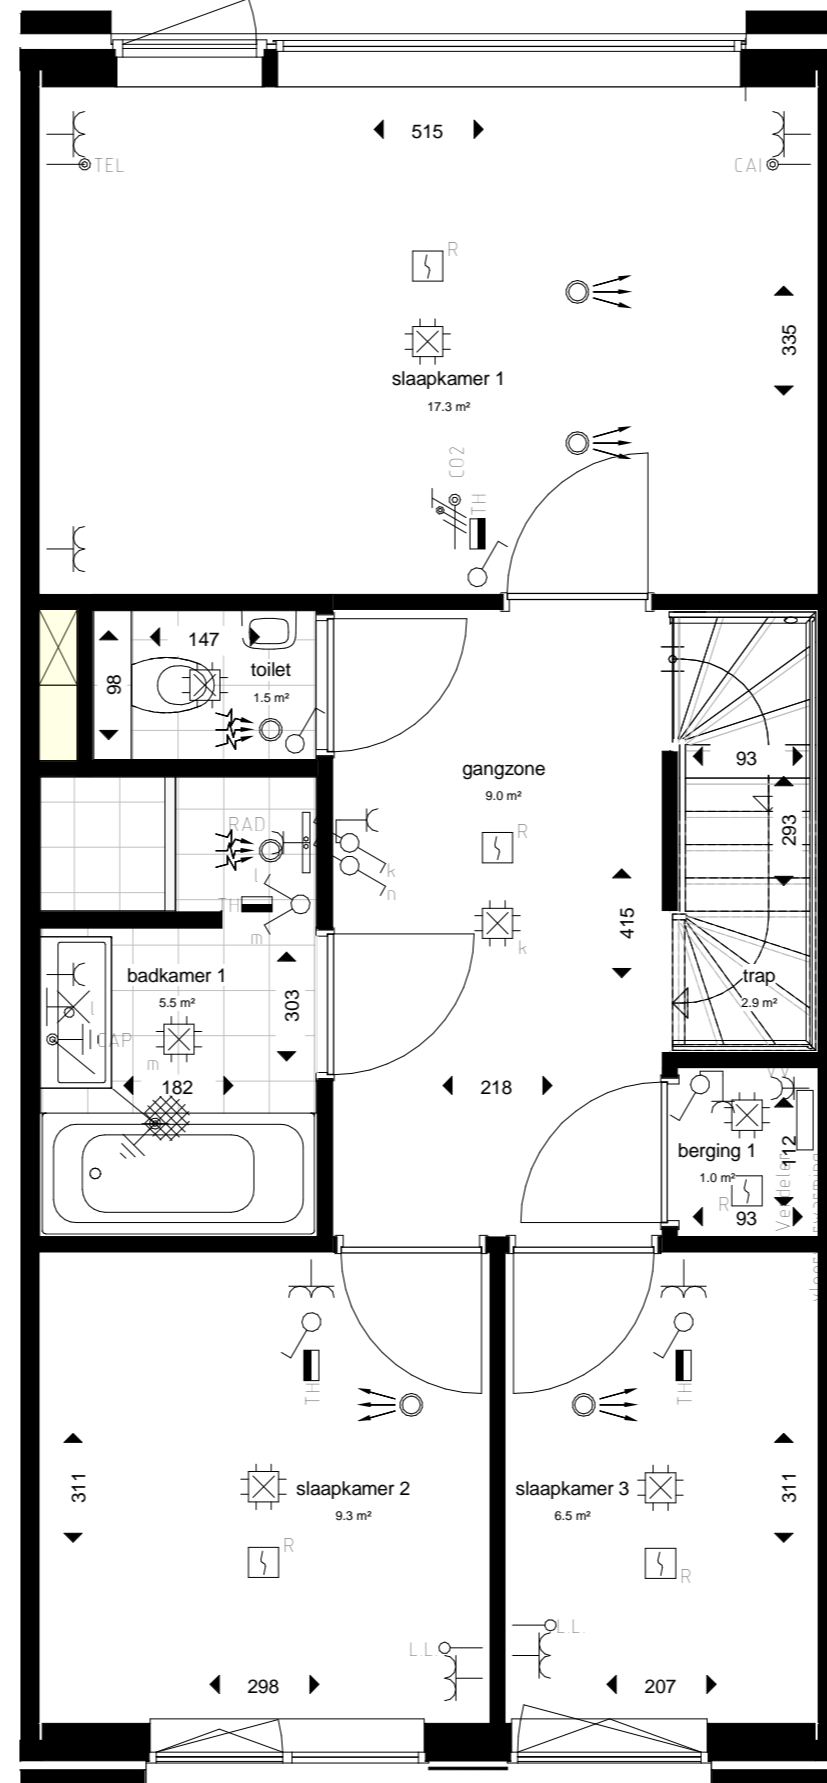 515
TEL
CAI
R
335
slaapkamer 1
17.3 m²
CO2
TH
147
toilet
98
1.5 m²
93
gangzone
9.0 m²
293
RAD
R
l
k
TH
n
m
415
k
badkamer 1
5.5 m²
303
trap
2.9 m²
l
CAP
m
182
218
VV
berging 1
112
1.0 m²
R
93
Verdeler
TH
TH
311
slaapkamer 2
9.3 m²
slaapkamer 3
6.5 m²
311
R
R
L.L.
L.L.
298
207